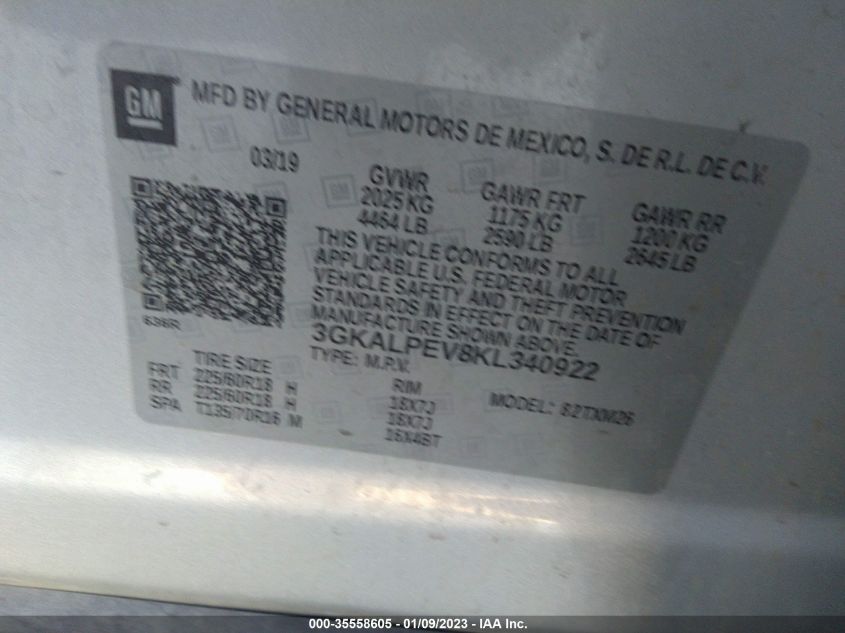 GM
MFD BY GENERAL MOTORS DE MEXICO, S. DE R.L. DE C.V.
03/19
GVWR GAWR FRT GAWR RR
2025 KG 1175 KG 1200 KG
4464 LB 2590 LB 2645 LB
THIS VEHICLE CONFORMS TO ALL
APPLICABLE U.S. FEDERAL MOTOR
VEHICLE SAFETY AND THEFT PREVENTION
STANDARDS IN EFFECT ON THE DATE OF
MANUFACTURE SHOWN ABOVE.
636R
3GKALPEV8KL340922
TYPE: M.P.V. MODEL: 82TXM26
TIRE SIZE RIM
FRT 225/60R18 H 18X7J
RR 225/60R18 H 18X7J
SPA T135/70R16 M 16X4BT
000-35558605 - 01/09/2023 - IAA Inc.